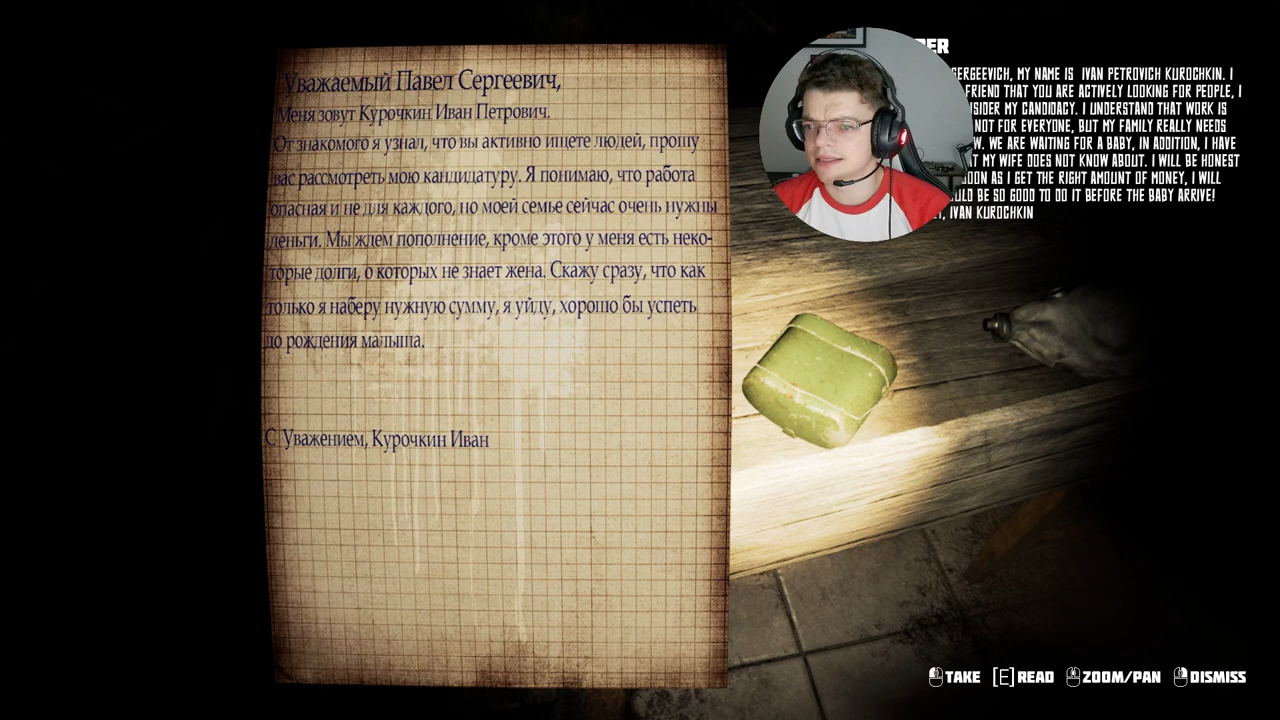 Уважаемый Павел Сергеевич,
Меня зовут Курочкин Иван Петрович.
От знакомого я узнал, что вы активно ищете людей, прошу
вас рассмотреть мою кандидатуру. Я понимаю, что работа
опасная и не для каждого, но моей семье сейчас очень нужны
деньги. Мы ждем пополнение, кроме этого у меня есть неко-
торые долги, о которых не знает жена. Скажу сразу, что как
только я наберу нужную сумму, я уйду, хорошо бы успеть
до рождения малыша.
С Уважением, Курочкин Иван
SERGEEVICH, MY NAME IS IVAN PETROVICH KUROCHKIN. I
FRIEND THAT YOU ARE ACTIVELY LOOKING FOR PEOPLE, I
MY CANDIDACY. I UNDERSTAND THAT WORK IS
NOT FOR EVERYONE, BUT MY FAMILY REALLY NEEDS
WE ARE WAITING FOR A BABY, IN ADDITION, I HAVE
MY WIFE DOES NOT KNOW ABOUT. I WILL BE HONEST
SOON AS I GET THE RIGHT AMOUNT OF MONEY, I WILL
BE SO GOOD TO DO IT BEFORE THE BABY ARRIVE!
IVAN KUROCHKIN
TAKE [E] READ ZOOM/PAN DISMISS